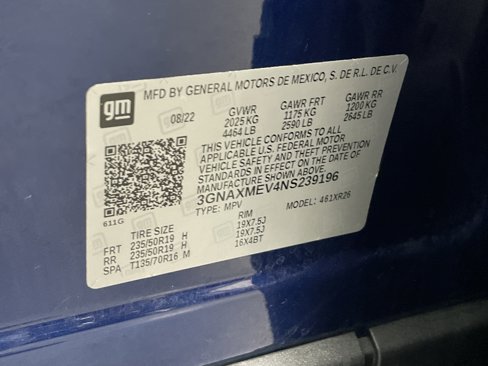 gm
MFD BY GENERAL MOTORS DE MEXICO, S. DE R.L. DE C.V.
08/22 GVWR GAWR FRT GAWR RR
2025 KG 1175 KG 1200 KG
4464 LB 2590 LB 2645 LB
THIS VEHICLE CONFORMS TO ALL
APPLICABLE U.S. FEDERAL MOTOR
VEHICLE SAFETY AND THEFT PREVENTION
STANDARDS IN EFFECT ON THE DATE OF
MANUFACTURE SHOWN ABOVE.
3GNAXMEV4NS239196
TYPE: MPV MODEL: 461XR26
611G
TIRE SIZE RIM
FRT 235/50R19 H 19X7.5J
RR 235/50R19 H 19X7.5J
SPA T135/70R16 M 16X4BT